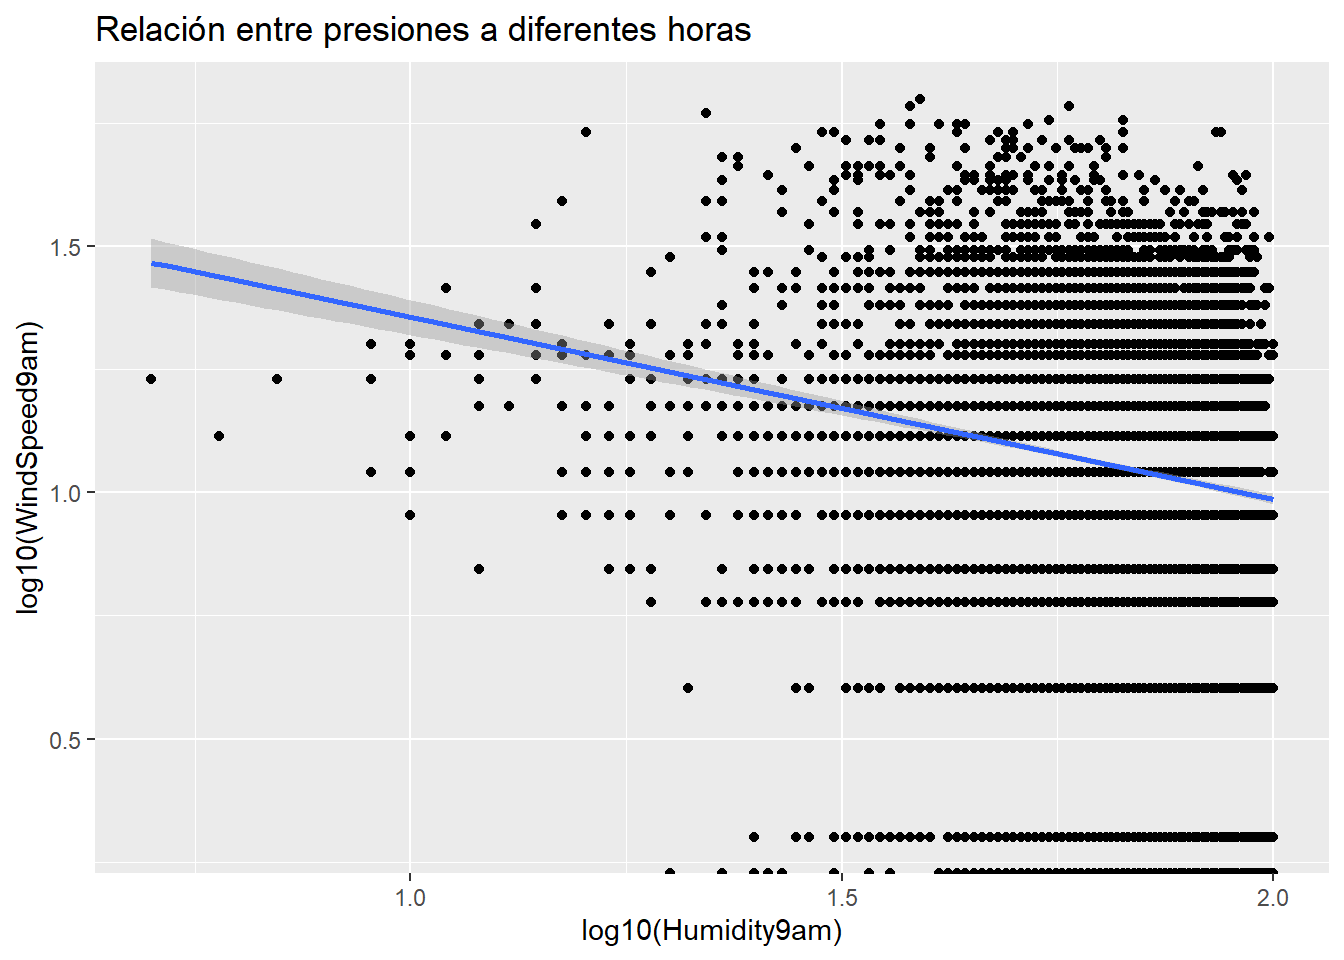 Relación entre presiones a diferentes horas
log10(WindSpeed9am)
1.5
1.0
0.5
1.0 1.5 2.0
log10(Humidity9am)